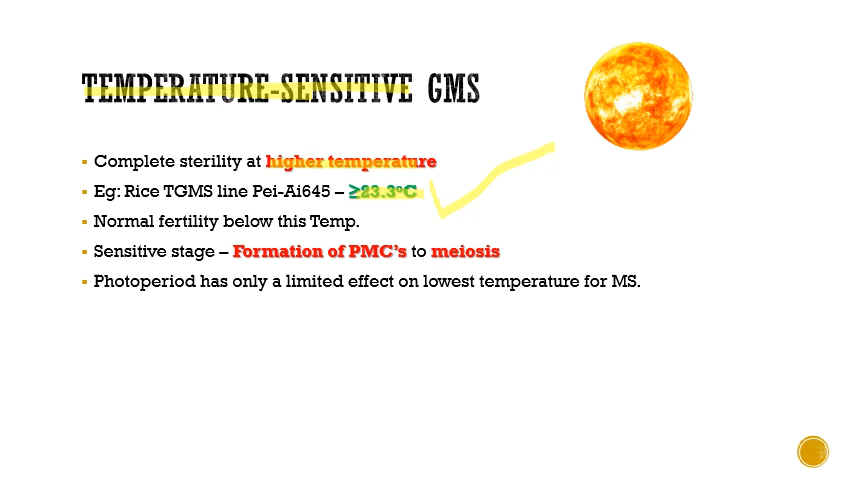 TEMPERATURE-SENSITIVE GMS
▪ Complete sterility at higher temperature
▪ Eg: Rice TGMS line Pei-Ai645 – ≥23.3°C
▪ Normal fertility below this Temp.
▪ Sensitive stage – Formation of PMC's to meiosis
▪ Photoperiod has only a limited effect on lowest temperature for MS.